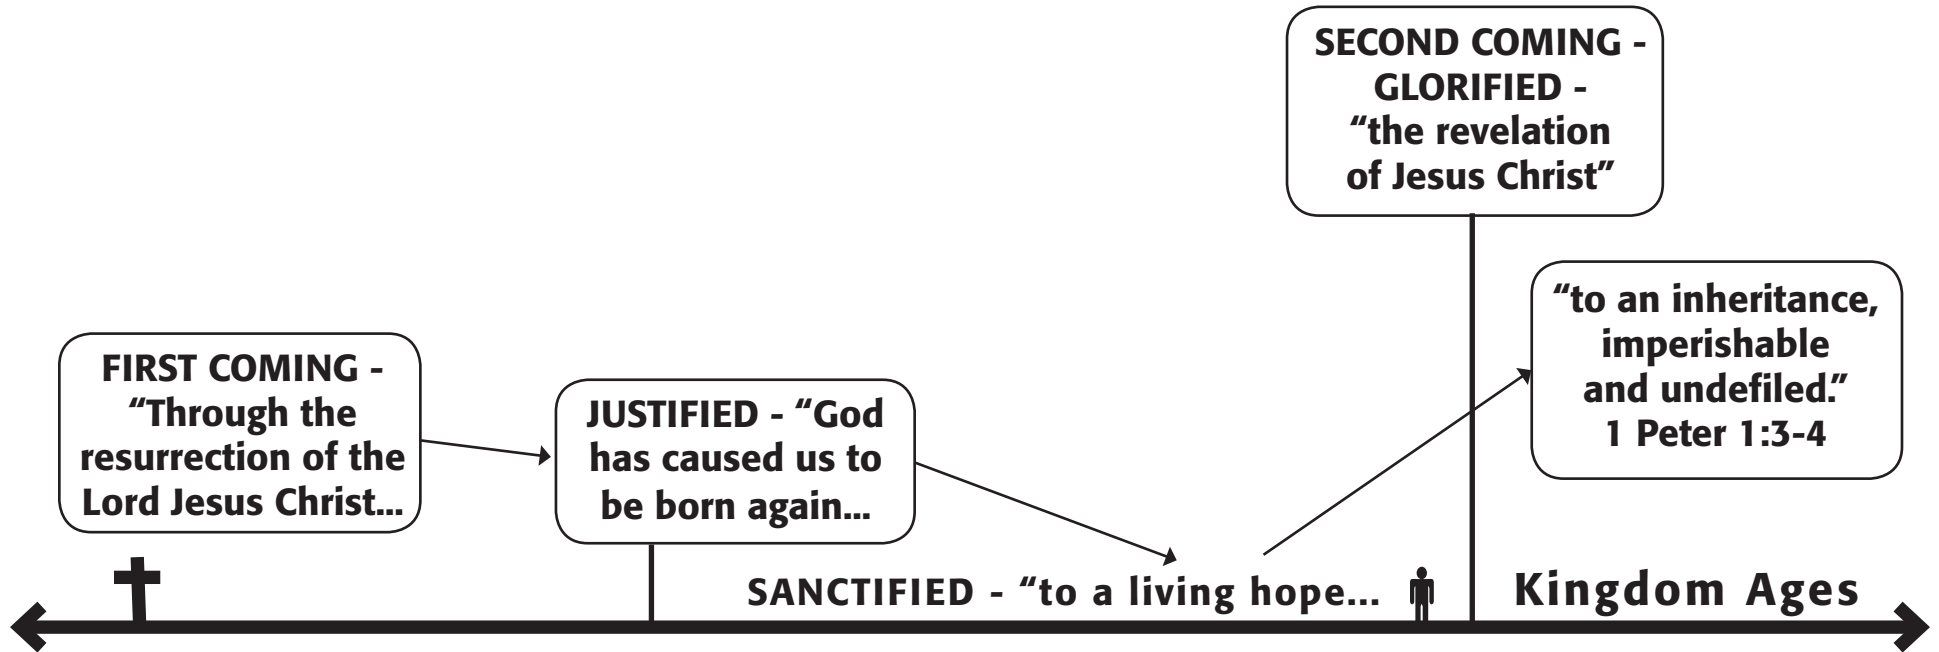 FIRST COMING -
“Through the
resurrection of the
Lord Jesus Christ...
JUSTIFIED - “God
has caused us to
be born again...
SANCTIFIED - “to a living hope...
SECOND COMING -
GLORIFIED -
“the revelation
of Jesus Christ”
“to an inheritance,
imperishable
and undefiled.”
1 Peter 1:3-4
Kingdom Ages